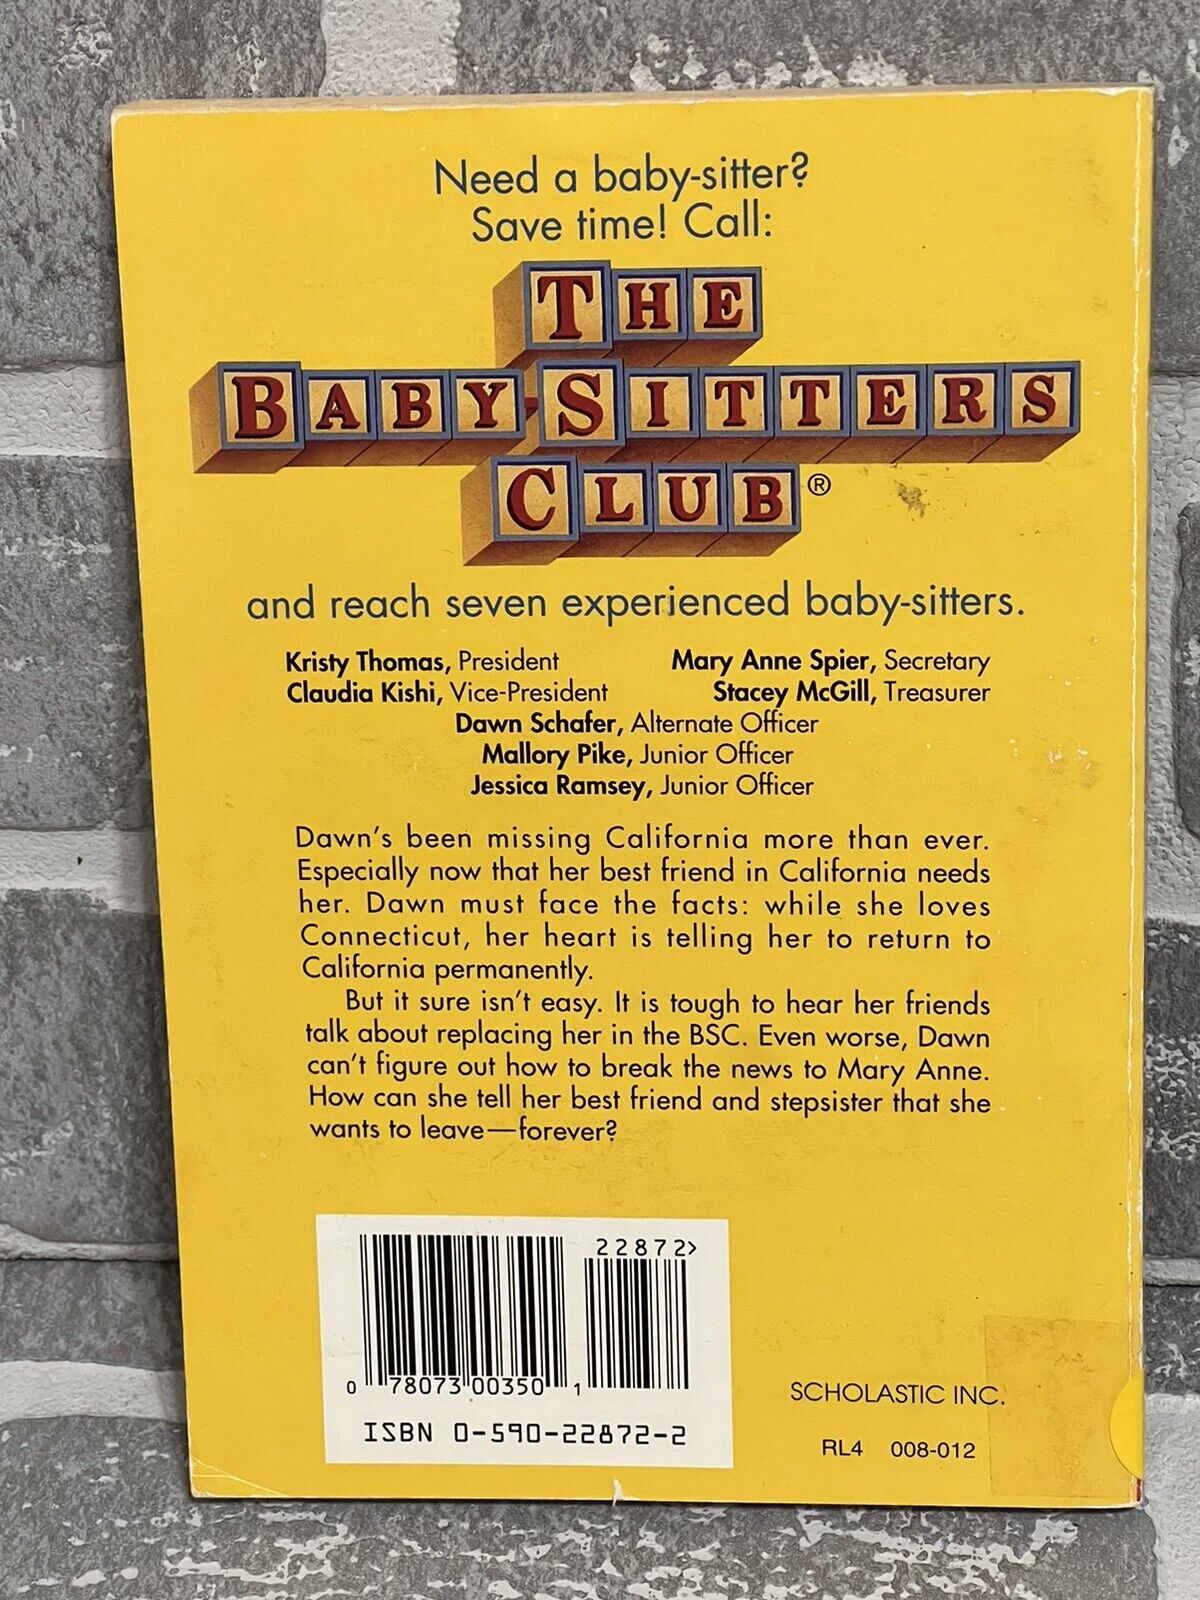 Need a baby-sitter?
Save time! Call:
THE
BABY-SITTERS
CLUB®
and reach seven experienced baby-sitters.
Kristy Thomas, President Mary Anne Spier, Secretary
Claudia Kishi, Vice-President Stacey McGill, Treasurer
Dawn Schafer, Alternate Officer
Mallory Pike, Junior Officer
Jessica Ramsey, Junior Officer
Dawn's been missing California more than ever.
Especially now that her best friend in California needs
her. Dawn must face the facts: while she loves
Connecticut, her heart is telling her to return to
California permanently.
But it sure isn't easy. It is tough to hear her friends
talk about replacing her in the BSC. Even worse, Dawn
can't figure out how to break the news to Mary Anne.
How can she tell her best friend and stepsister that she
wants to leave—forever?
22872>
0 78073 00350 1
ISBN 0-590-22872-2
SCHOLASTIC INC.
RL4 008-012